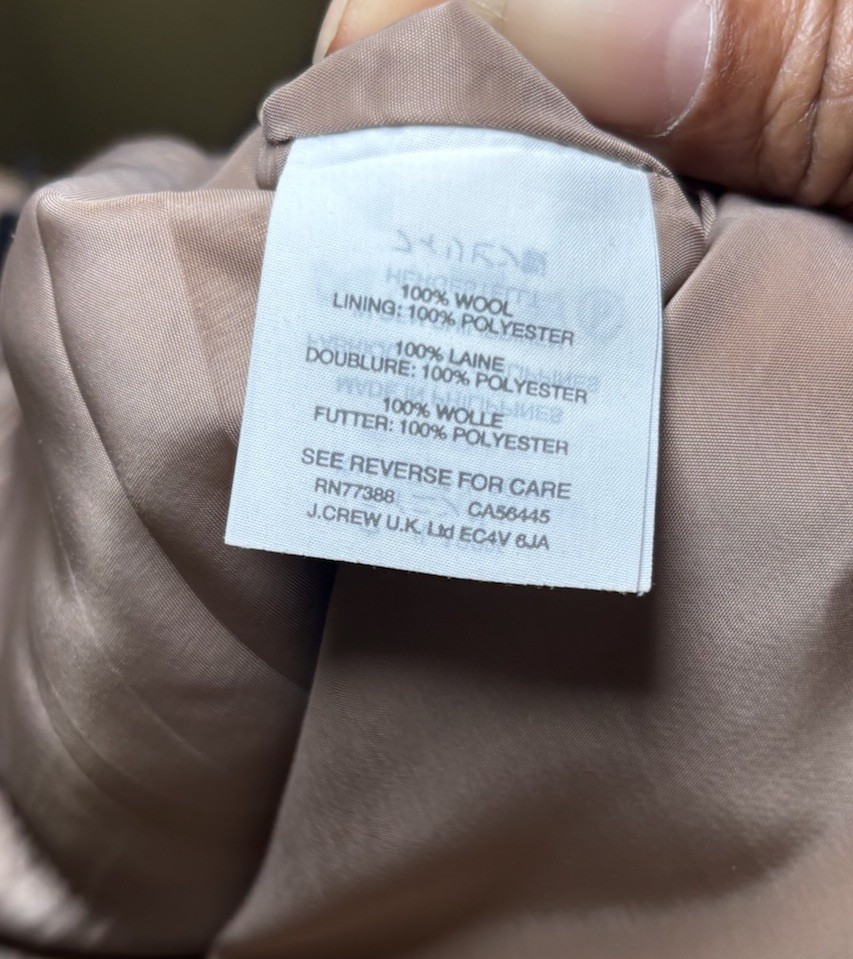 100% WOOL
LINING: 100% POLYESTER
100% LAINE
DOUBLURE: 100% POLYESTER
100% WOLLE
FUTTER: 100% POLYESTER
SEE REVERSE FOR CARE
RN77388 CA56445
J.CREW U.K. Ltd EC4V 6JA